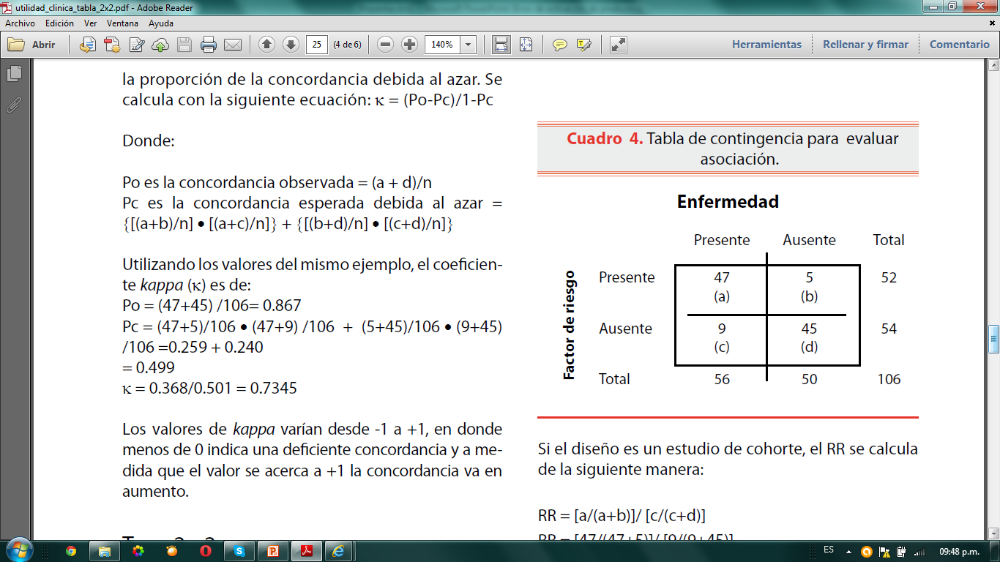 utilidad_clinica_tabla_2x2.pdf - Adobe Reader
Archivo Edición Ver Ventana Ayuda
Abrir 25 (4 de 6) 140% Herramientas Rellenar y firmar Comentario
la proporción de la concordancia debida al azar. Se
calcula con la siguiente ecuación: κ = (Po-Pc)/1-Pc
Donde:
Po es la concordancia observada = (a + d)/n
Pc es la concordancia esperada debida al azar =
{[(a+b)/n] • [(a+c)/n]} + {[(b+d)/n] • [(c+d)/n]}
Utilizando los valores del mismo ejemplo, el coeficien-
te kappa (κ) es de:
Po = (47+45) /106= 0.867
Pc = (47+5)/106 • (47+9) /106 + (5+45)/106 • (9+45)
/106 =0.259 + 0.240
= 0.499
κ = 0.368/0.501 = 0.7345
Los valores de kappa varían desde -1 a +1, en donde
menos de 0 indica una deficiente concordancia y a me-
dida que el valor se acerca a +1 la concordancia va en
aumento.
Cuadro 4. Tabla de contingencia para evaluar
asociación.
Enfermedad
Presente Ausente Total
Factor de riesgo
Presente 47 5 52
(a) (b)
Ausente 9 45 54
(c) (d)
Total 56 50 106
Si el diseño es un estudio de cohorte, el RR se calcula
de la siguiente manera:
RR = [a/(a+b)]/ [c/(c+d)]
RR = [47/(47+5)]/ [9/(9+45)]
ES 09:48 p.m.